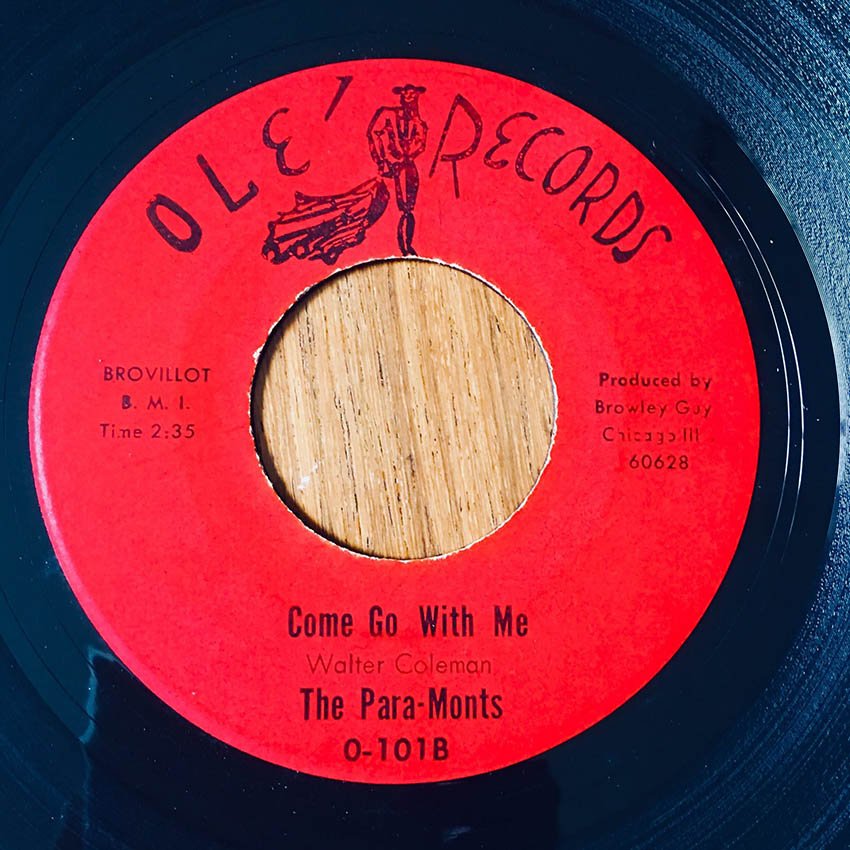 OLE' RECORDS
BROVILLOT
B. M. I.
Time 2:35
Produced by
Browley Guy
Chicago Ill
60628
Come Go With Me
Walter Coleman
The Para-Monts
O-101B